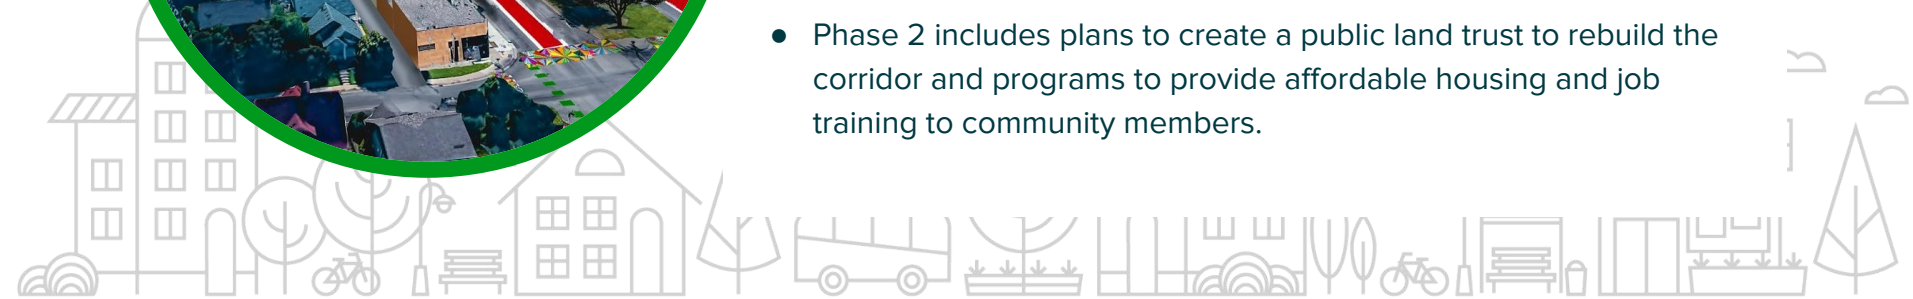 ● Phase 2 includes plans to create a public land trust to rebuild the
corridor and programs to provide affordable housing and job
training to community members.